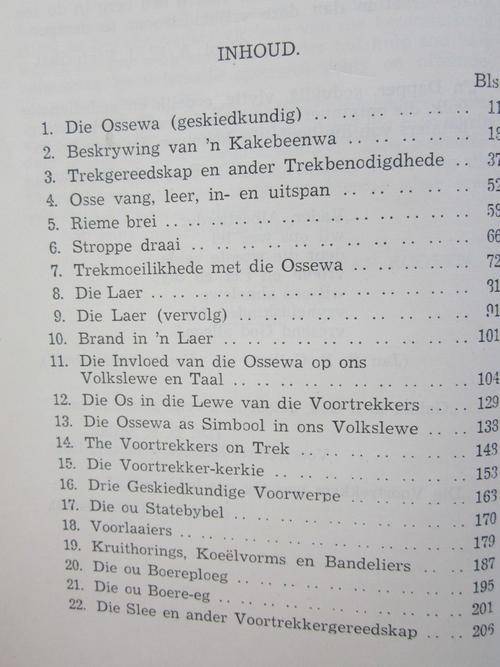 INHOUD.
Bls
1. Die Ossewa (geskiedkundig) .. .. .. .. .. .. .. 11
2. Beskrywing van 'n Kakebeenwa .. .. .. .. .. ..
3. Trekgereedskap en ander Trekbenodigdhede .. .. 37
4. Osse vang, leer, in- en uitspan .. .. .. .. .. .. 52
5. Rieme brei .. .. .. .. .. .. .. .. .. .. .. .. 59
6. Stroppe draai .. .. .. .. .. .. .. .. .. .. .. 66
7. Trekmoeilikhede met die Ossewa .. .. .. .. .. .. 72
8. Die Laer .. .. .. .. .. .. .. .. .. .. .. .. 81
9. Die Laer (vervolg) .. .. .. .. .. .. .. .. .. 91
10. Brand in 'n Laer .. .. .. .. .. .. .. .. .. .. 101
11. Die Invloed van die Ossewa op ons
Volkslewe en Taal .. .. .. .. .. .. .. .. .. 104
12. Die Os in die Lewe van die Voortrekkers .. .. .. 129
13. Die Ossewa as Simbool in ons Volkslewe .. .. .. 138
14. The Voortrekkers on Trek .. .. .. .. .. .. .. 148
15. Die Voortrekker-kerkie .. .. .. .. .. .. .. .. 153
16. Drie Geskiedkundige Voorwerpe .. .. .. .. .. .. 163
17. Die ou Statebybel .. .. .. .. .. .. .. .. .. 170
18. Voorlaaiers .. .. .. .. .. .. .. .. .. .. .. 179
19. Kruithorings, Koeëlvorms en Bandeliers .. .. .. 187
20. Die ou Boereploeg .. .. .. .. .. .. .. .. .. 195
21. Die ou Boere-eg .. .. .. .. .. .. .. .. .. .. 201
22. Die Slee en ander Voortrekkergereedskap .. .. .. 206